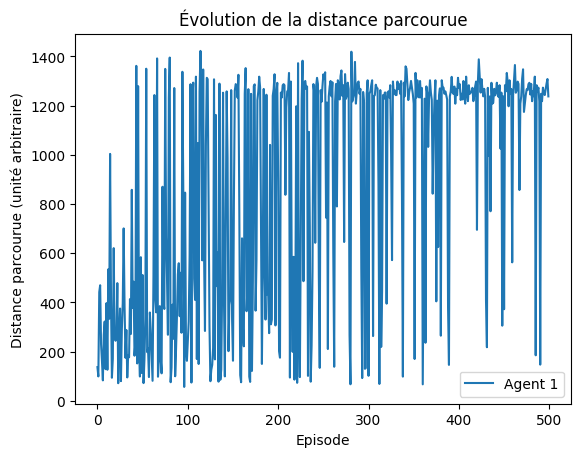 Évolution de la distance parcourue
Distance parcourue (unité arbitraire)
1400
1200
1000
800
600
400
200
0
0 100 200 300 400 500
Episode
Agent 1